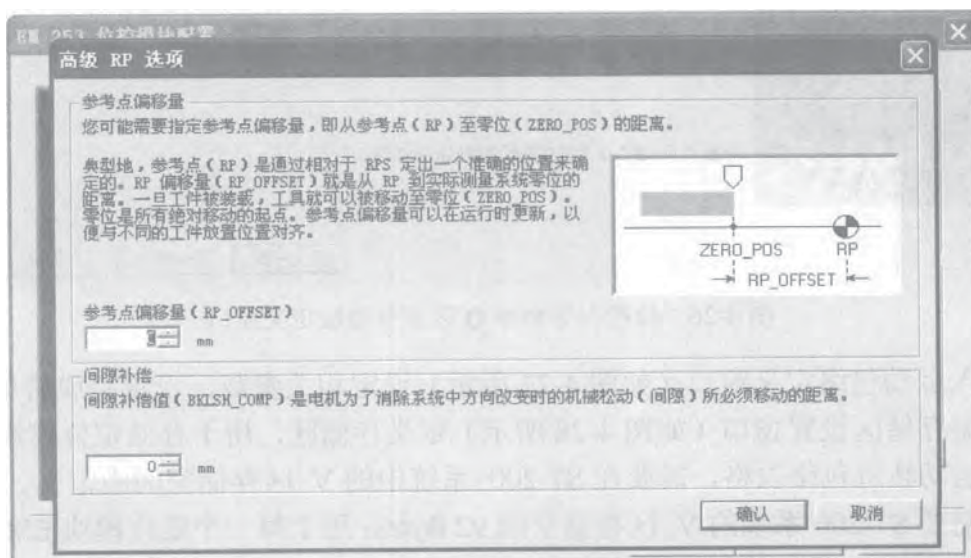 EM 253 位控模块配置
高级 RP 选项
参考点偏移量
您可能需要指定参考点偏移量，即从参考点（RP）至零位（ZERO_POS）的距离。
典型地，参考点（RP）是通过相对于 RPS 定出一个准确的位置来确
定的。RP 偏移量（RP_OFFSET）就是从 RP 到实际测量系统零位的
距离。一旦工件被装载，工具就可以被移动至零位（ZERO_POS）。
零位是所有绝对移动的起点。参考点偏移量可以在运行时更新，以
便与不同的工件放置位置对齐。
ZERO_POS
RP
RP_OFFSET
参考点偏移量（RP_OFFSET）
mm
间隙补偿
间隙补偿值（BKLSH_COMP）是电机为了消除系统中方向改变时的机械松动（间隙）所必须移动的距离。
0 mm
确认
取消